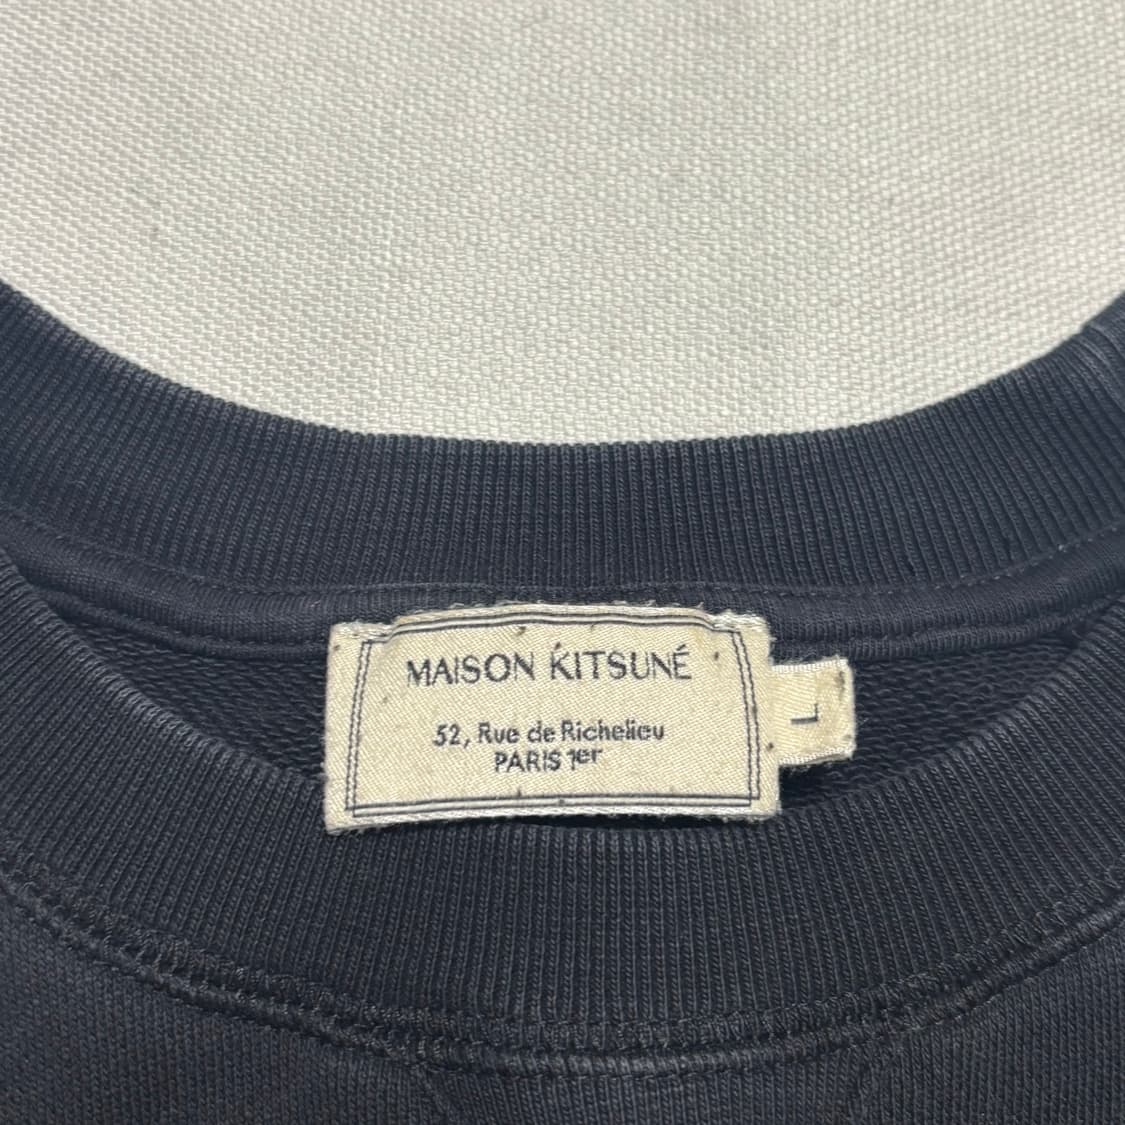 MAISON KITSUNÉ
52, Rue de Richelieu
PARIS 1er
L